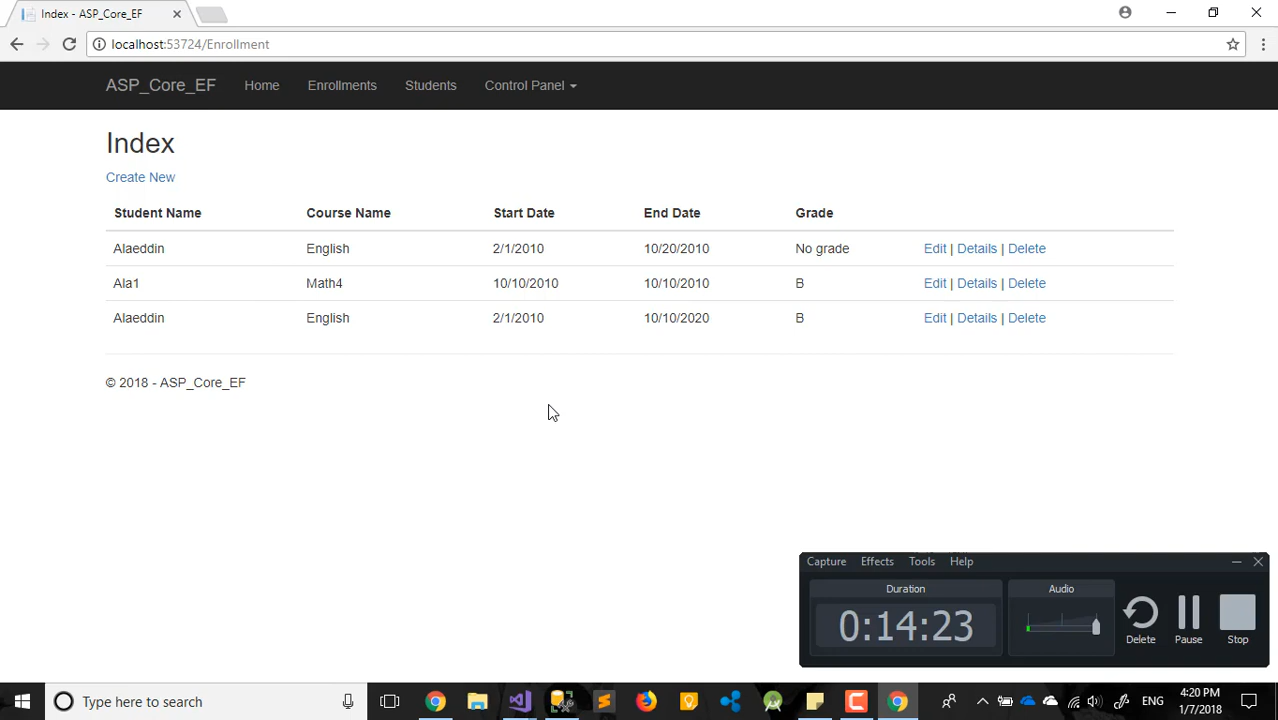 Index - ASP_Core_EF
localhost:53724/Enrollment
ASP_Core_EF Home Enrollments Students Control Panel
Index
Create New
Student Name Course Name Start Date End Date Grade
Alaeddin English 2/1/2010 10/20/2010 No grade Edit | Details | Delete
Ala1 Math4 10/10/2010 10/10/2010 B Edit | Details | Delete
Alaeddin English 2/1/2010 10/10/2020 B Edit | Details | Delete
© 2018 - ASP_Core_EF
Capture Effects Tools Help
Duration Audio
0:14:23
Delete Pause Stop
Type here to search
ENG
4:20 PM
1/7/2018